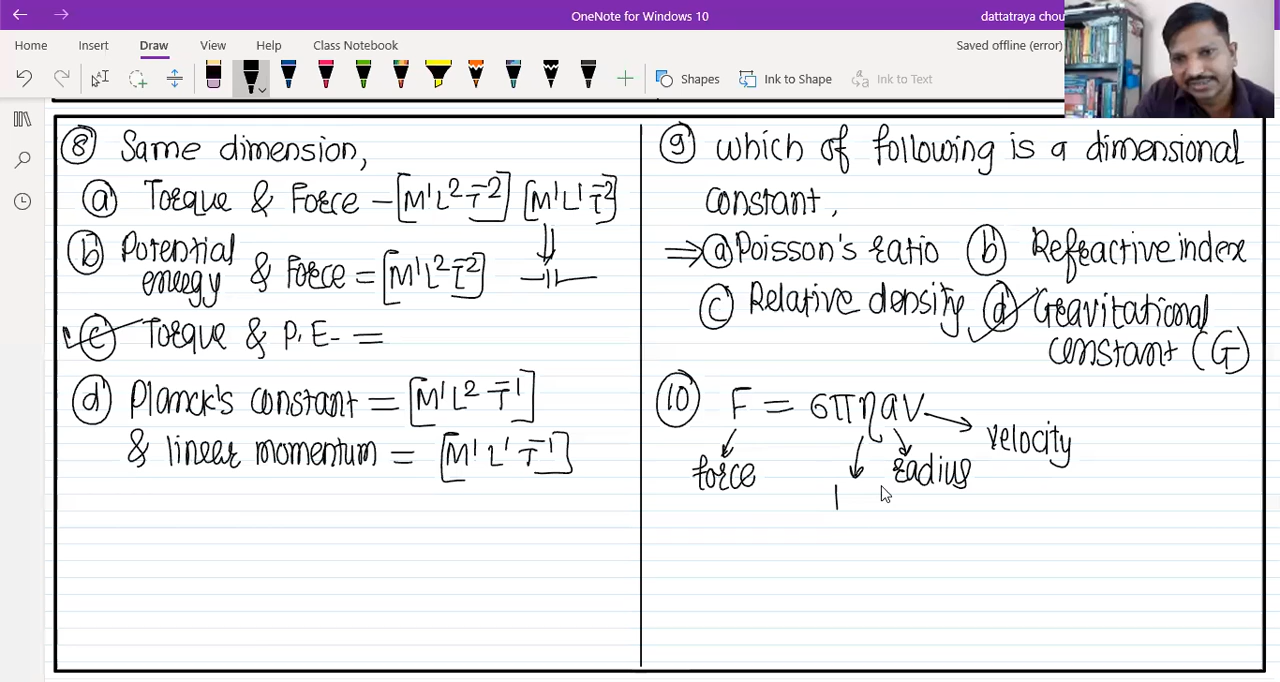 OneNote for Windows 10
dattatraya chou
Home Insert Draw View Help Class Notebook
Saved offline (error)
Shapes Ink to Shape Ink to Text
⑧ Same dimension,
ⓐ Torque & Force - [M¹L²T⁻²] [M¹L¹T⁻²]
ⓑ Potential energy & Force = [M¹L²T⁻²]
ⓒ Torque & P.E- =
ⓓ Planck's constant = [M¹L²T⁻¹]
& linear momentum = [M¹L¹T⁻¹]
⑨ which of following is a dimensional
constant,
⇒ ⓐ Poisson's ratio ⓑ Refractive index
ⓒ Relative density ⓓ Gravitational
constant (G)
⑩ F = 6πηav
velocity
force radius